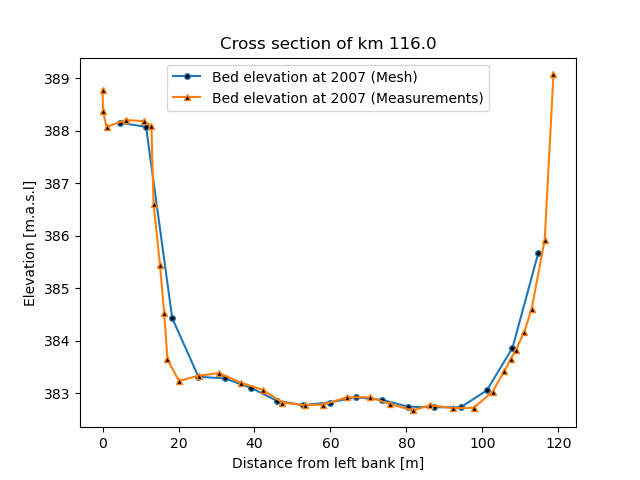 Cross section of km 116.0
Bed elevation at 2007 (Mesh)
Bed elevation at 2007 (Measurements)
Elevation [m.a.s.l]
389
388
387
386
385
384
383
0 20 40 60 80 100 120
Distance from left bank [m]